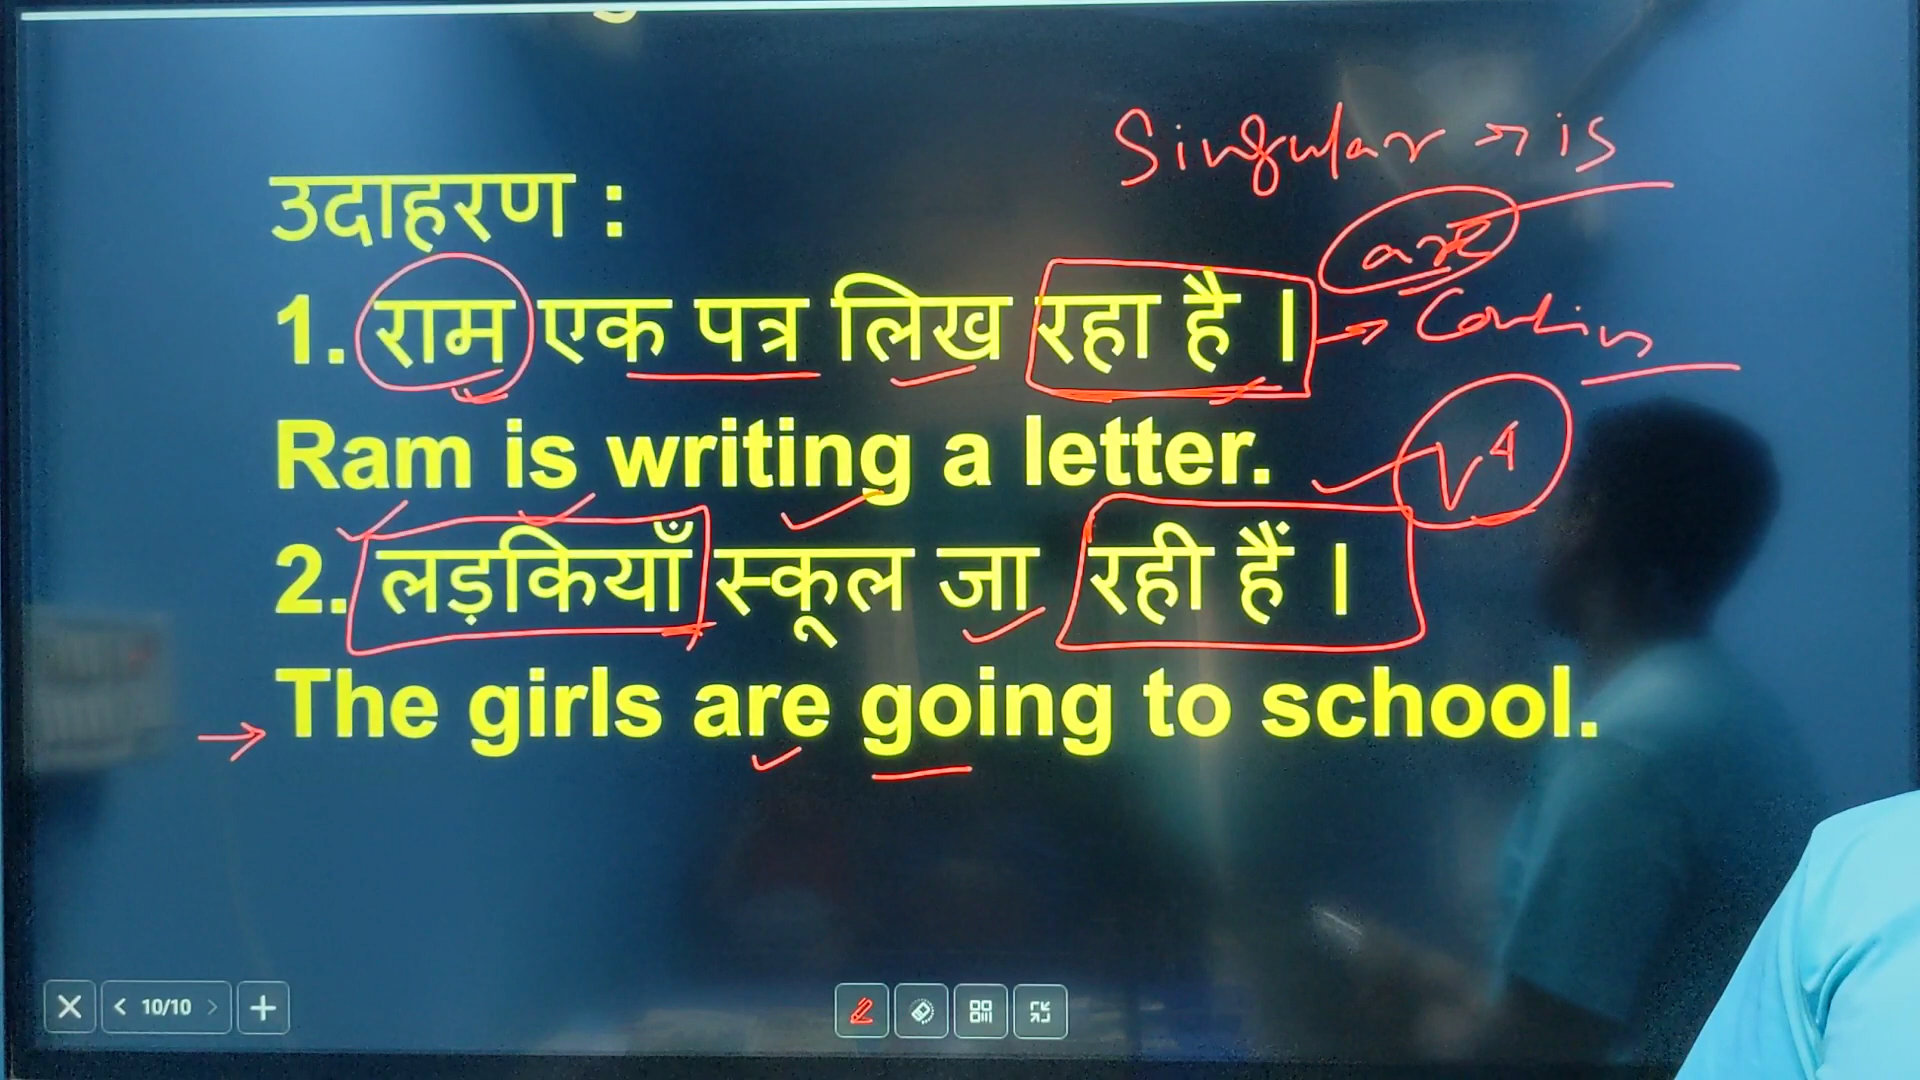 Singular → is
उदाहरण :
are
1. राम एक पत्र लिख रहा है ।
→ Contin
Ram is writing a letter.
V4
2. लड़कियाँ स्कूल जा रही हैं ।
→ The girls are going to school.
10/10